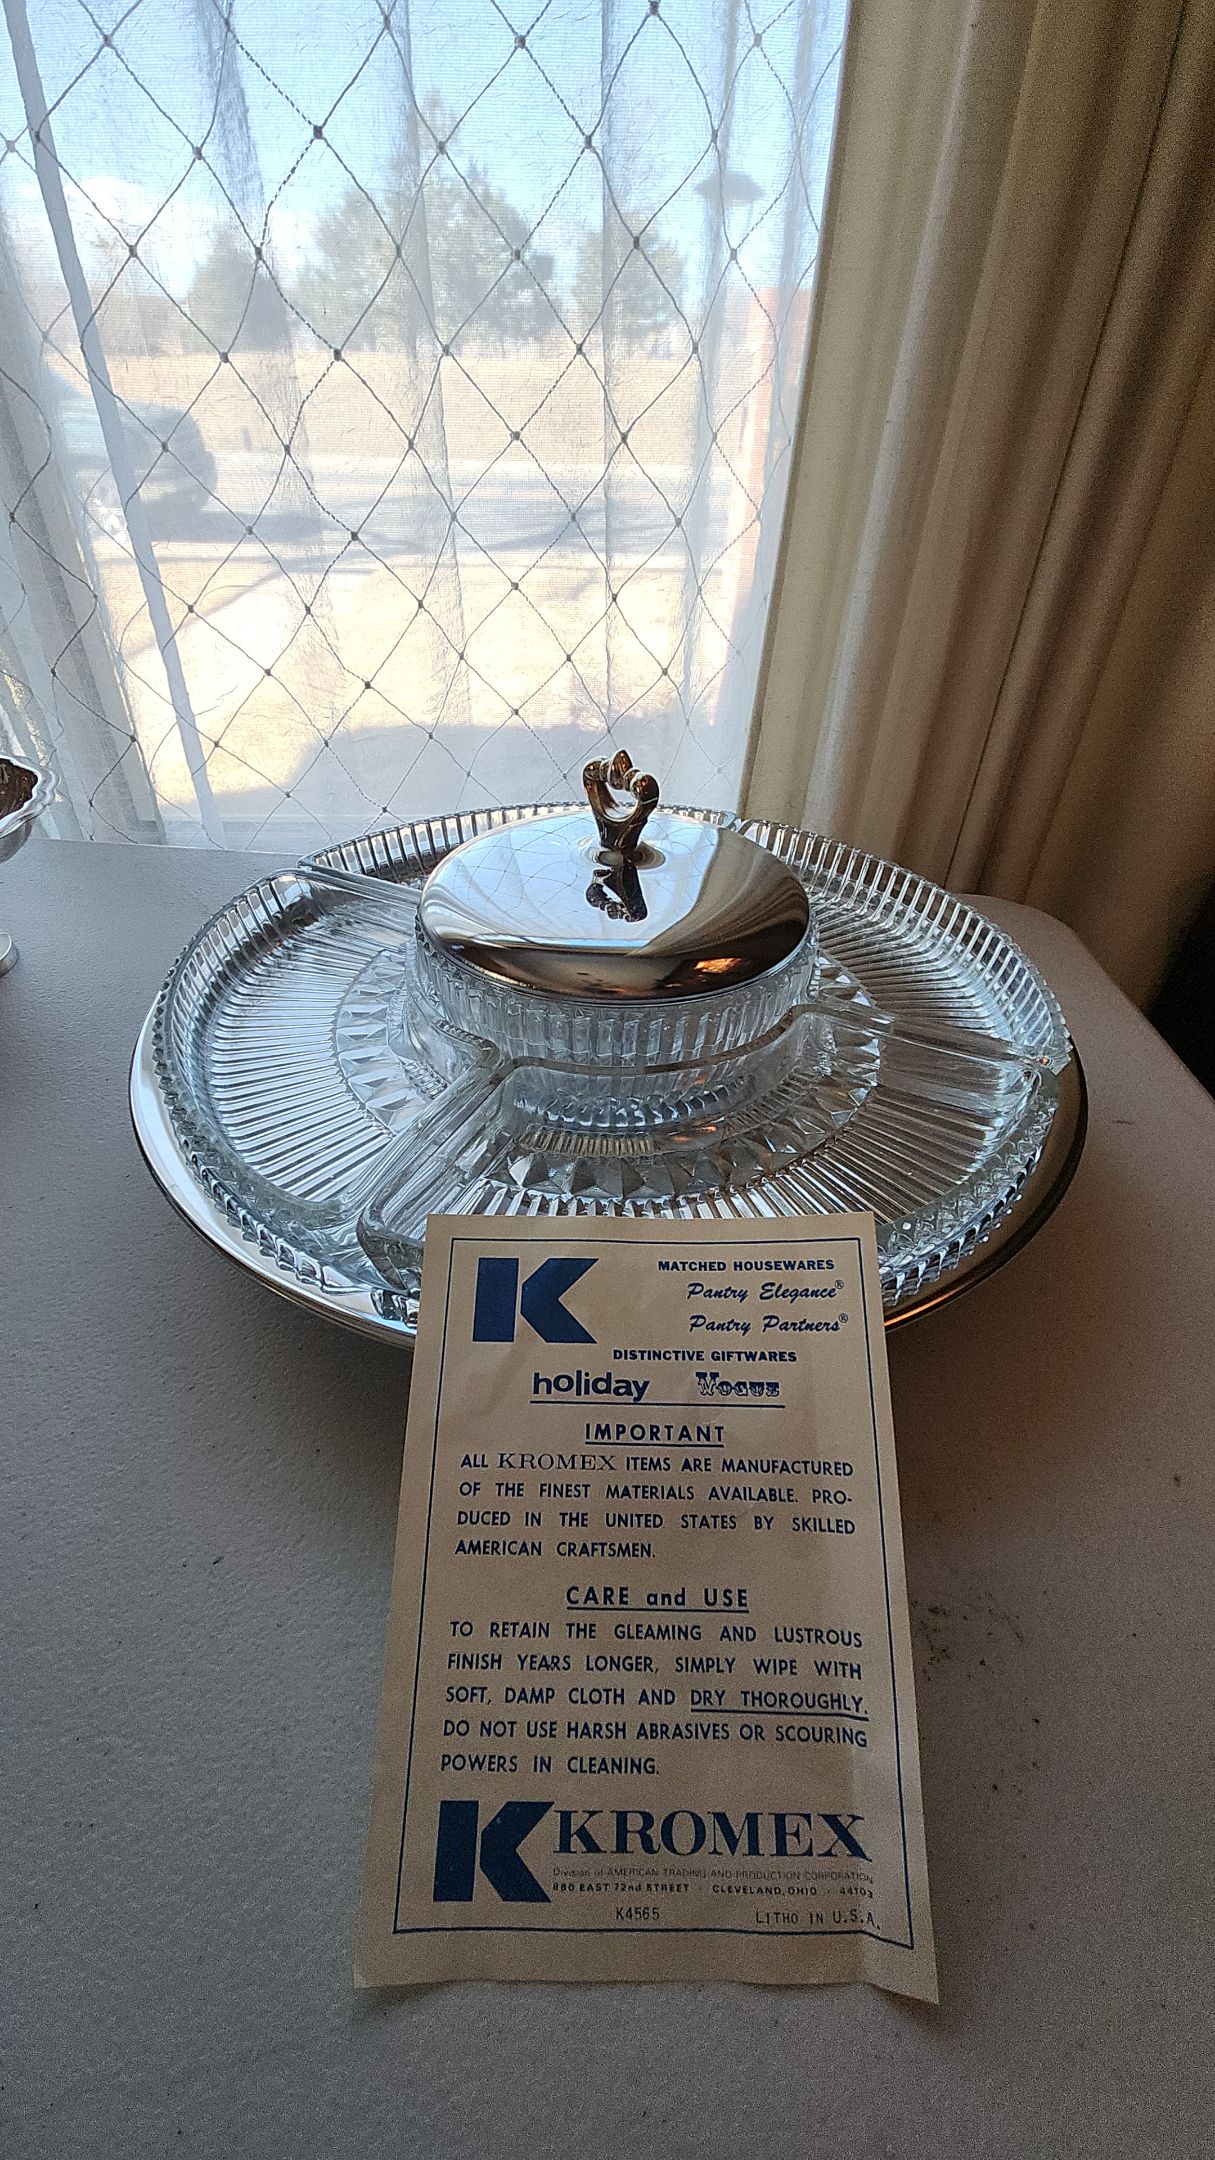 K
MATCHED HOUSEWARES
Pantry Elegance®
Pantry Partners®
DISTINCTIVE GIFTWARES
holiday Vogue
IMPORTANT
ALL KROMEX ITEMS ARE MANUFACTURED
OF THE FINEST MATERIALS AVAILABLE. PRO-
DUCED IN THE UNITED STATES BY SKILLED
AMERICAN CRAFTSMEN.
CARE and USE
TO RETAIN THE GLEAMING AND LUSTROUS
FINISH YEARS LONGER, SIMPLY WIPE WITH
SOFT, DAMP CLOTH AND DRY THOROUGHLY.
DO NOT USE HARSH ABRASIVES OR SCOURING
POWERS IN CLEANING.
K KROMEX
Division of AMERICAN TRADING AND PRODUCTION CORPORATION
880 EAST 72nd STREET · CLEVELAND, OHIO · 44103
K4565 LITHO IN U.S.A.